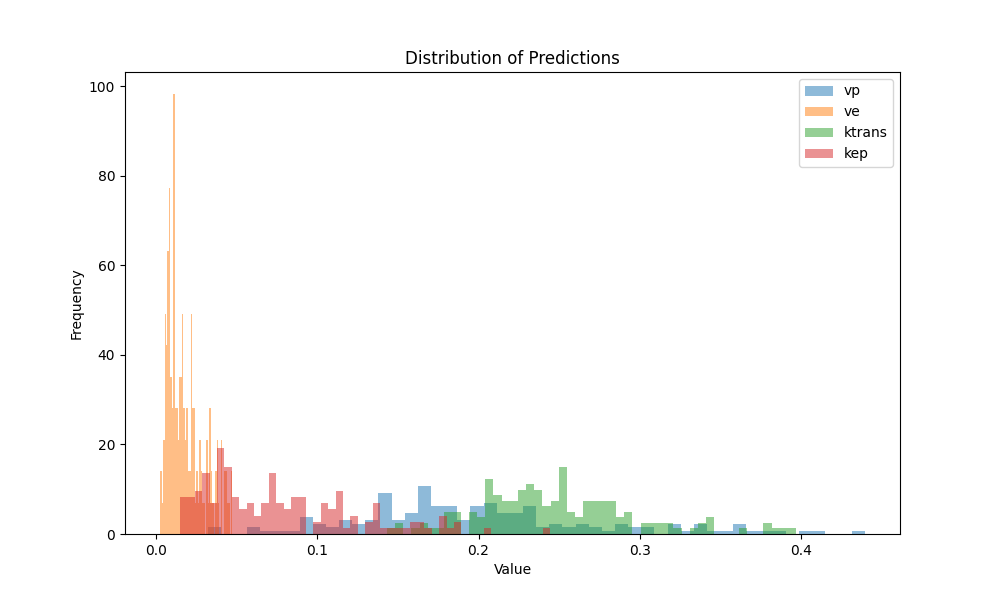 Distribution of Predictions
vp
ve
ktrans
kep
100
80
60
40
20
0
Frequency
0.0 0.1 0.2 0.3 0.4
Value